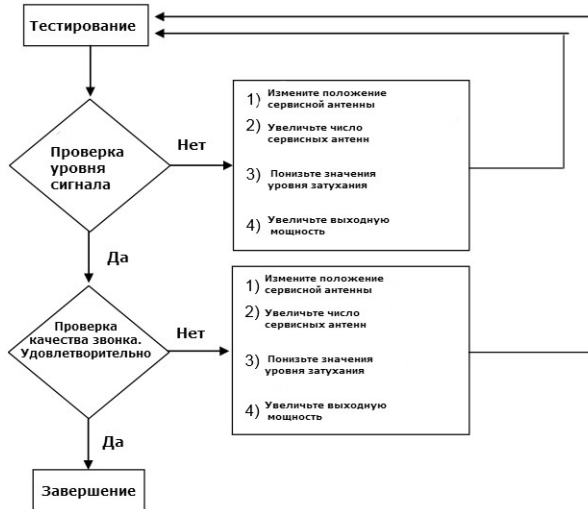 Тестирование
Проверка
уровня
сигнала
Нет
1) Измените положение
сервисной антенны
2) Увеличьте число
сервисных антенн
3) Понизьте значения
уровня затухания
4) Увеличьте выходную
мощность
Да
Проверка
качества звонка.
Удовлетворительно
Нет
1) Измените положение
сервисной антенны
2) Увеличьте число
сервисных антенн
3) Понизьте значения
уровня затухания
4) Увеличьте выходную
мощность
Да
Завершение